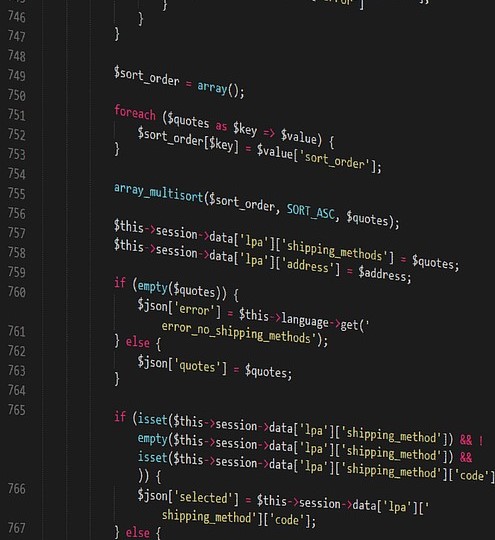 746 }
747 }
748 }
749
750 $sort_order = array();
751
752 foreach ($quotes as $key => $value) {
753 $sort_order[$key] = $value['sort_order'];
754 }
755
756 array_multisort($sort_order, SORT_ASC, $quotes);
757
758 $this->session->data['lpa']['shipping_methods'] = $quotes;
759 $this->session->data['lpa']['address'] = $address;
760
if (empty($quotes)) {
$json['error'] = $this->language->get('
761 error_no_shipping_methods');
762 } else {
763 $json['quotes'] = $quotes;
764 }
765
if (isset($this->session->data['lpa']['shipping_method']) && !
empty($this->session->data['lpa']['shipping_method']) &&
isset($this->session->data['lpa']['shipping_method']['code']
)) {
766 $json['selected'] = $this->session->data['lpa']['
shipping_method']['code'];
767 } else {